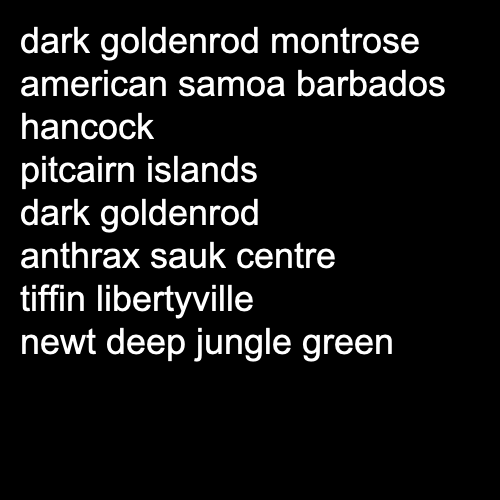 dark goldenrod montrose
american samoa barbados
hancock
pitcairn islands
dark goldenrod
anthrax sauk centre
tiffin libertyville
newt deep jungle green